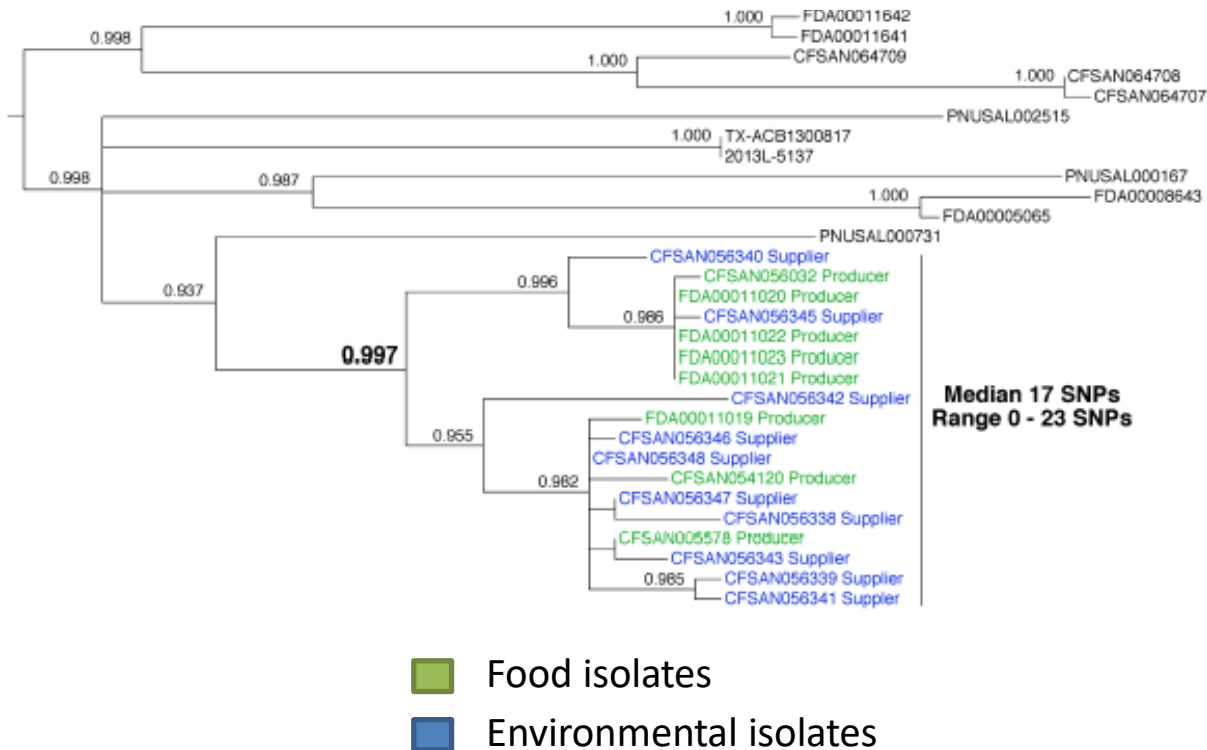 1.000
FDA00011642
0.998
FDA00011641
1.000
CFSAN064709
1.000
CFSAN064708
CFSAN064707
PNUSAL002515
1.000
TX-ACB1300817
2013L-5137
0.998
0.987
PNUSAL000167
1.000
FDA00008643
FDA00005065
PNUSAL000731
CFSAN056340 Supplier
0.937
0.996
CFSAN056032 Producer
FDA00011020 Producer
0.986
CFSAN056345 Supplier
FDA00011022 Producer
0.997
FDA00011023 Producer
FDA00011021 Producer
CFSAN056342 Supplier
Median 17 SNPs
Range 0 - 23 SNPs
FDA00011019 Producer
0.955
CFSAN056346 Supplier
CFSAN056348 Supplier
0.982
CFSAN054120 Producer
CFSAN056347 Supplier
CFSAN056338 Supplier
CFSAN005578 Producer
CFSAN056343 Supplier
0.985
CFSAN056339 Supplier
CFSAN056341 Suppler
Food isolates
Environmental isolates